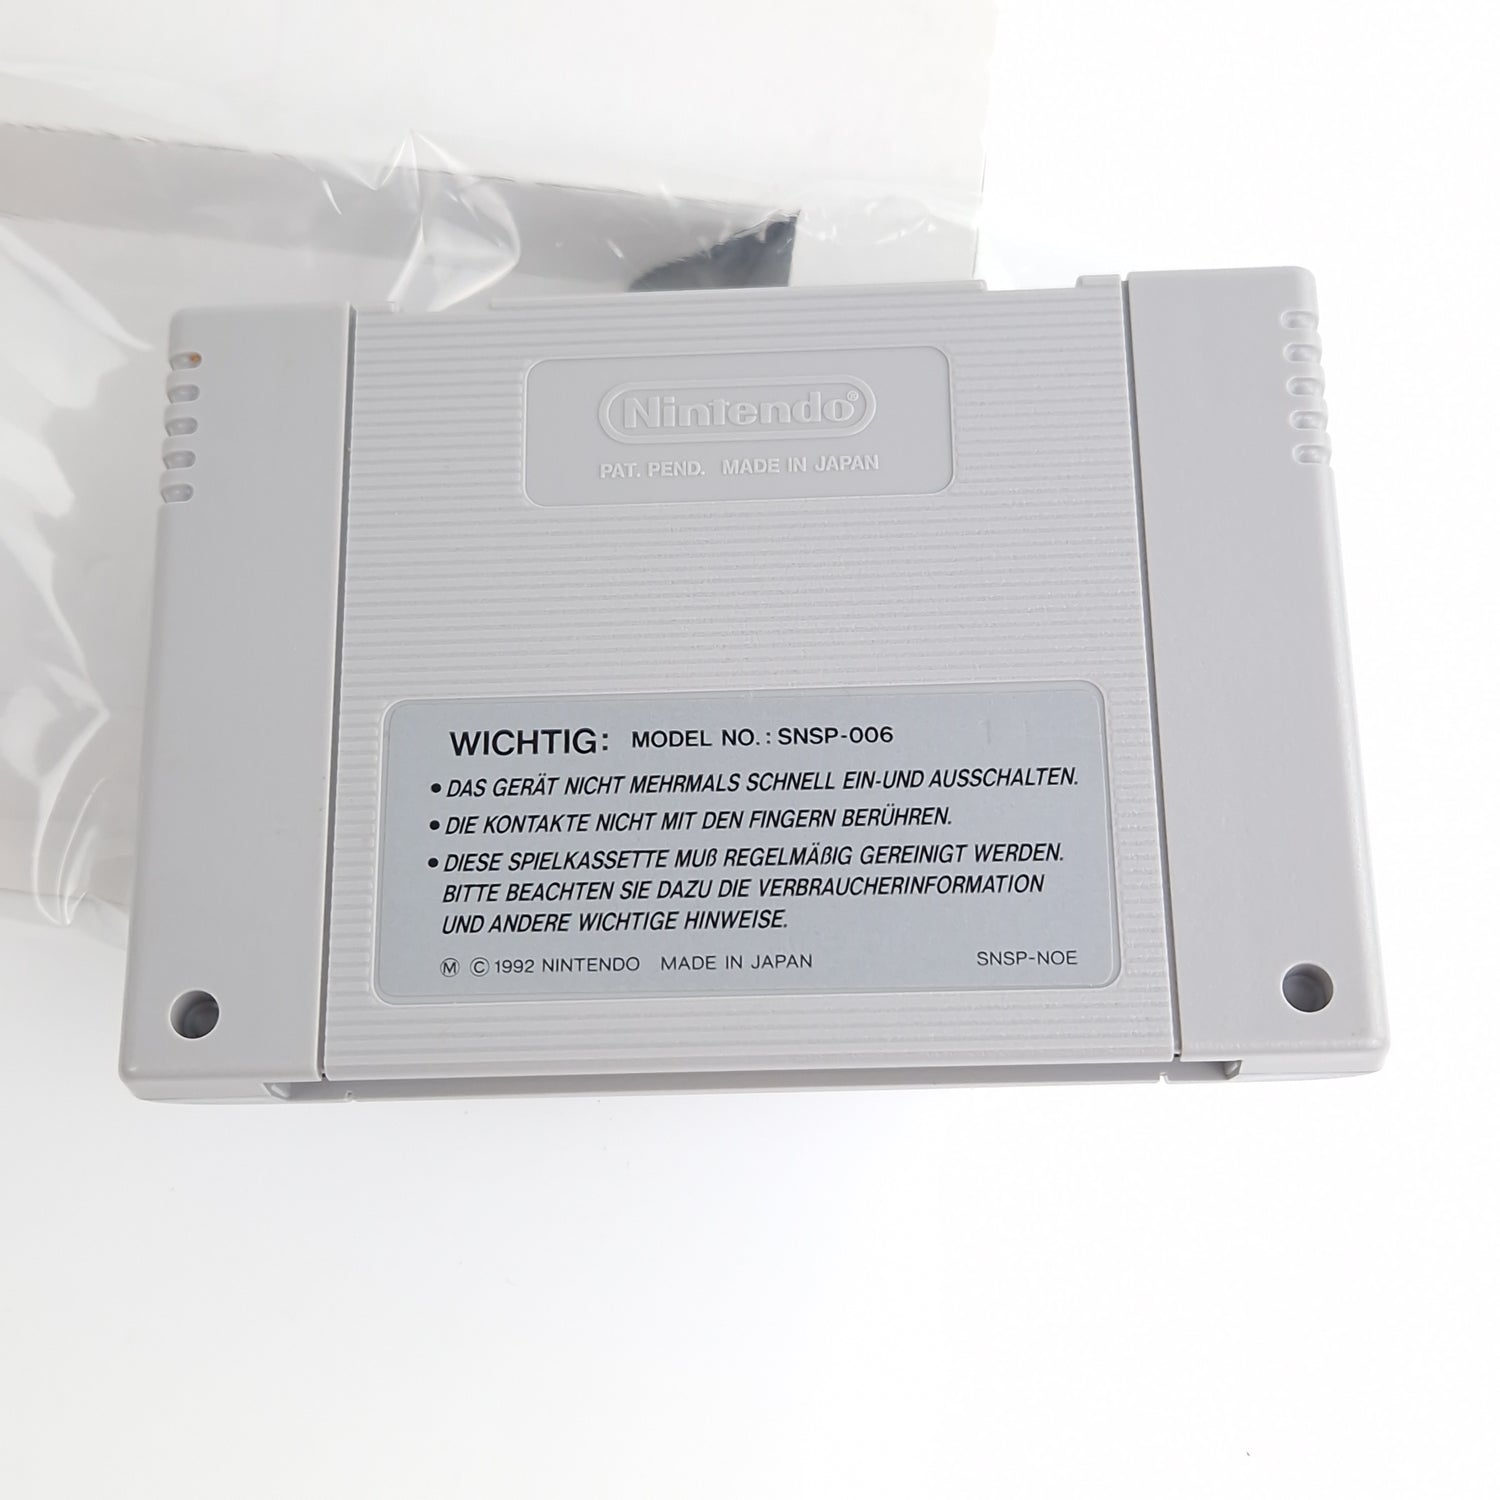 Nintendo®
PAT. PEND. MADE IN JAPAN
WICHTIG: MODEL NO.: SNSP-006
• DAS GERÄT NICHT MEHRMALS SCHNELL EIN-UND AUSSCHALTEN.
• DIE KONTAKTE NICHT MIT DEN FINGERN BERÜHREN.
• DIESE SPIELKASSETTE MUß REGELMÄßIG GEREINIGT WERDEN.
BITTE BEACHTEN SIE DAZU DIE VERBRAUCHERINFORMATION
UND ANDERE WICHTIGE HINWEISE.
Ⓜ © 1992 NINTENDO MADE IN JAPAN SNSP-NOE